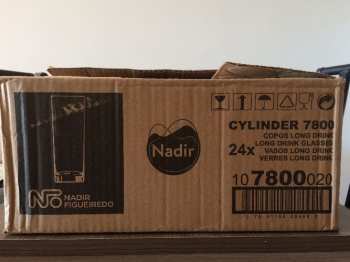 Nadir
NF
NADIR
FIGUEIREDO
CYLINDER 7800
COPOS LONG DRINK
LONG DRINK GLASSES
24x VASOS LONG DRINK
VERRES LONG DRINK
10 7800 020